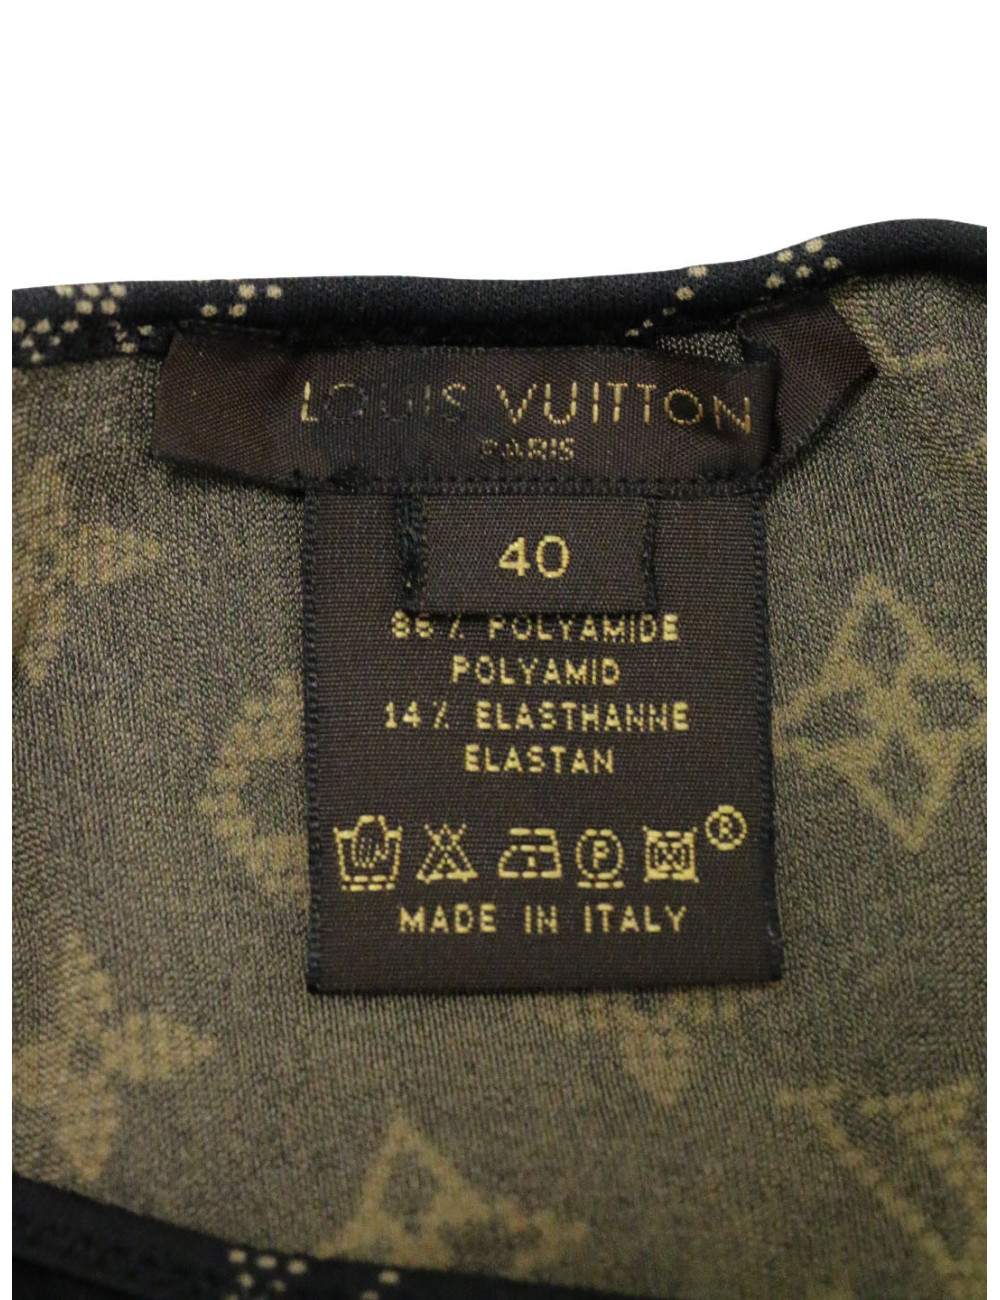 LOUIS VUITTON
PARIS
40
86% POLYAMIDE
POLYAMID
14% ELASTHANNE
ELASTAN
P ®
MADE IN ITALY